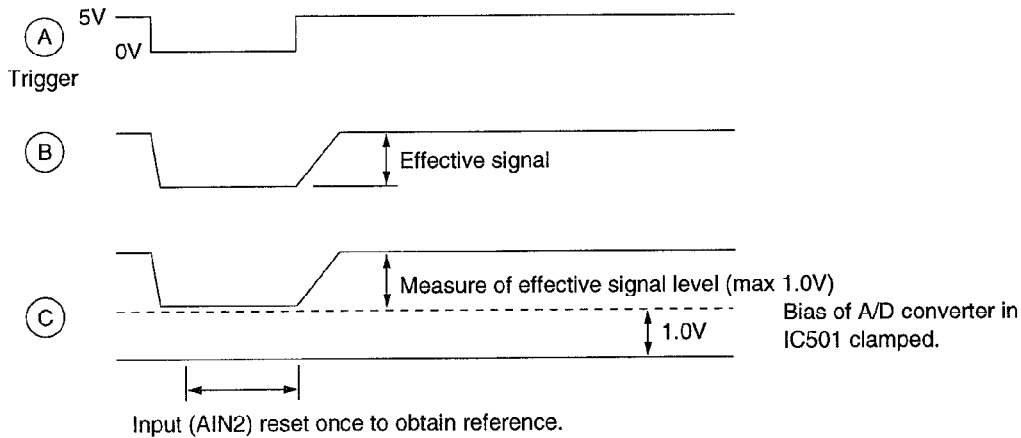 A
5V
0V
Trigger
B
Effective signal
C
Measure of effective signal level (max 1.0V)
1.0V
Bias of A/D converter in
IC501 clamped.
Input (AIN2) reset once to obtain reference.